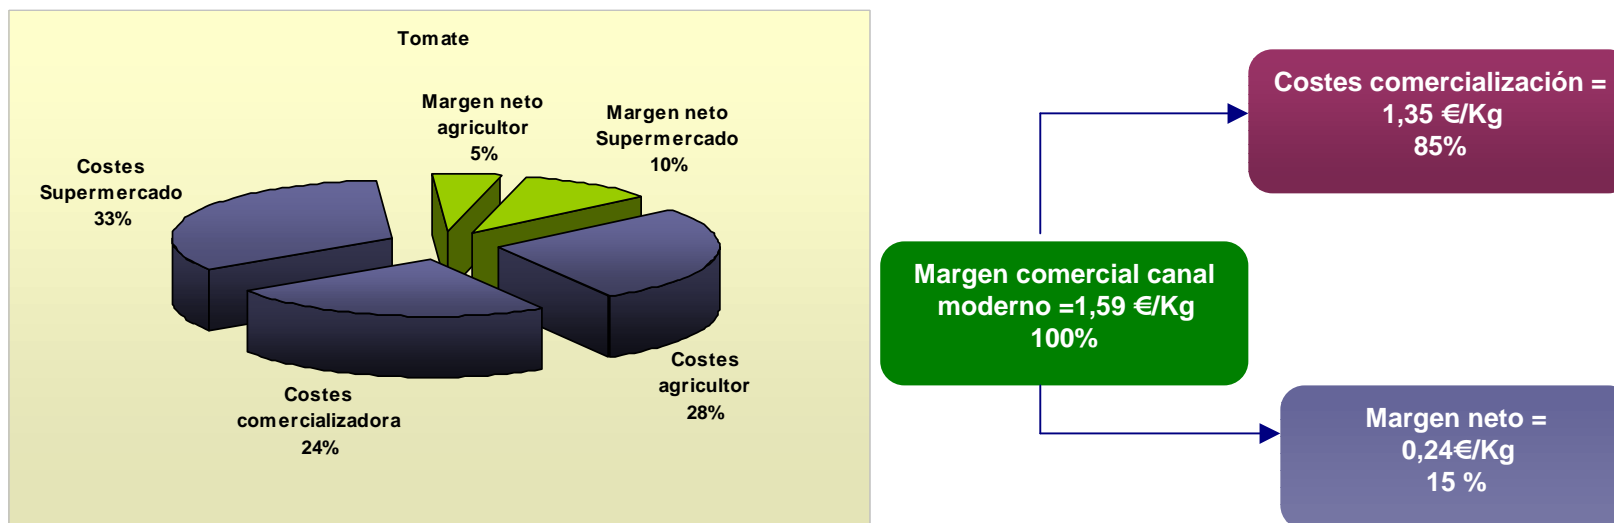 Tomate
Margen neto
agricultor
5%
Margen neto
Supermercado
10%
Costes
Supermercado
33%
Costes
agricultor
28%
Costes
comercializadora
24%
Costes comercialización =
1,35 €/Kg
85%
Margen comercial canal
moderno =1,59 €/Kg
100%
Margen neto =
0,24€/Kg
15 %